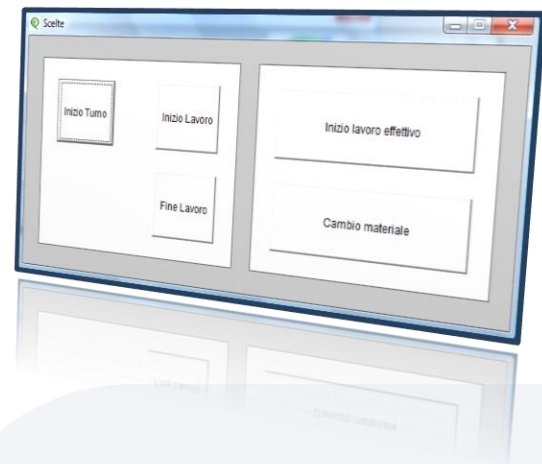 Scelte
Inizio Turno
Inizio Lavoro
Fine Lavoro
Inizio lavoro effettivo
Cambio materiale